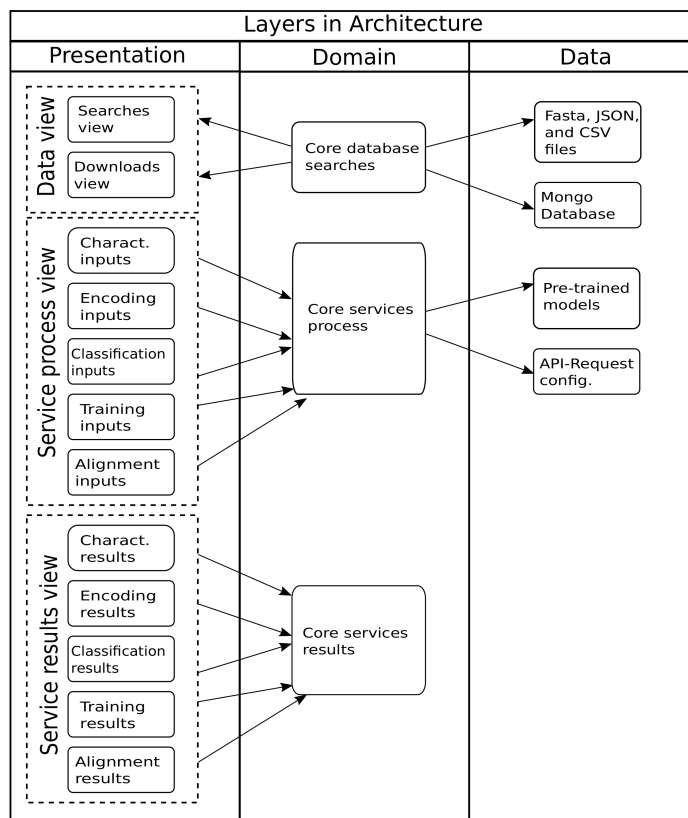 Layers in Architecture
Presentation
Domain
Data
Data view
Searches
view
Downloads
view
Core database
searches
Fasta, JSON,
and CSV
files
Mongo
Database
Service process view
Charact.
inputs
Encoding
inputs
Classification
inputs
Training
inputs
Alignment
inputs
Core services
process
Pre-trained
models
API-Request
config.
Service results view
Charact.
results
Encoding
results
Classification
results
Training
results
Alignment
results
Core services
results